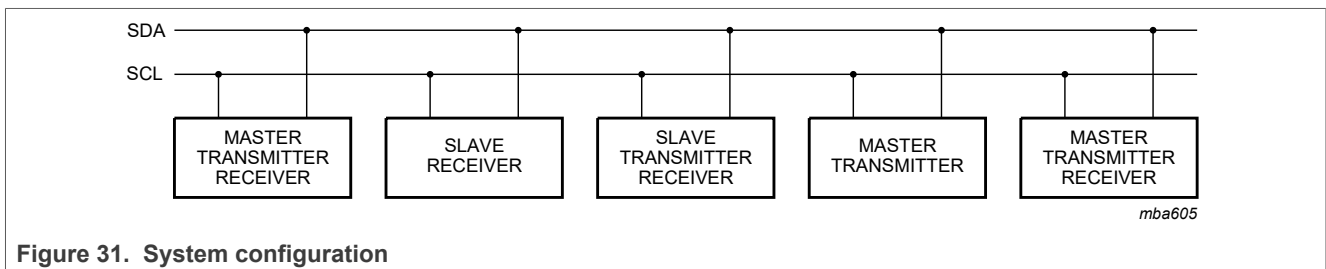 SDA
SCL
MASTER
TRANSMITTER
RECEIVER
SLAVE
RECEIVER
SLAVE
TRANSMITTER
RECEIVER
MASTER
TRANSMITTER
MASTER
TRANSMITTER
RECEIVER
mba605
Figure 31. System configuration